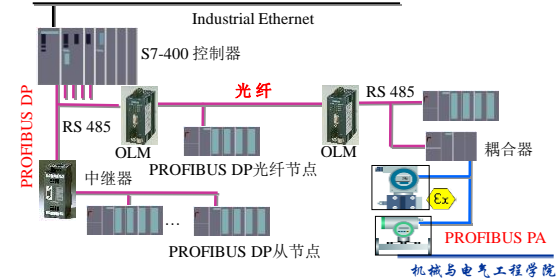 Industrial Ethernet
S7-400 控制器
PROFIBUS DP
RS 485
OLM
光 纤
OLM
RS 485
PROFIBUS DP光纤节点
耦合器
中继器
εx
…
PROFIBUS DP从节点
PROFIBUS PA
机械与电气工程学院